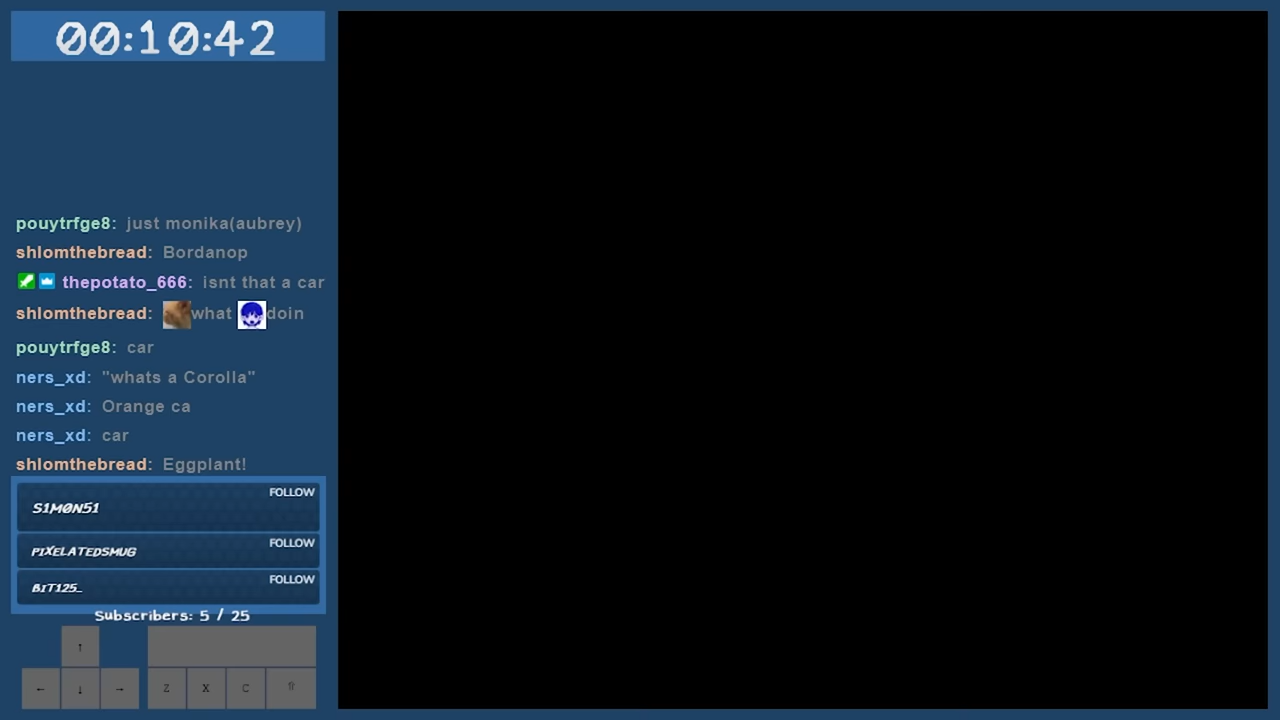 00:10:42
pouytrfge8: just monika(aubrey)
shlomthebread: Bordanop
thepotato_666: isnt that a car
shlomthebread: what doin
pouytrfge8: car
ners_xd: "whats a Corolla"
ners_xd: Orange ca
ners_xd: car
shlomthebread: Eggplant!
S1M0N51 FOLLOW
PIXELATEDSMUG FOLLOW
BIT125_ FOLLOW
Subscribers: 5 / 25
↑
← ↓ → Z X C ⇧